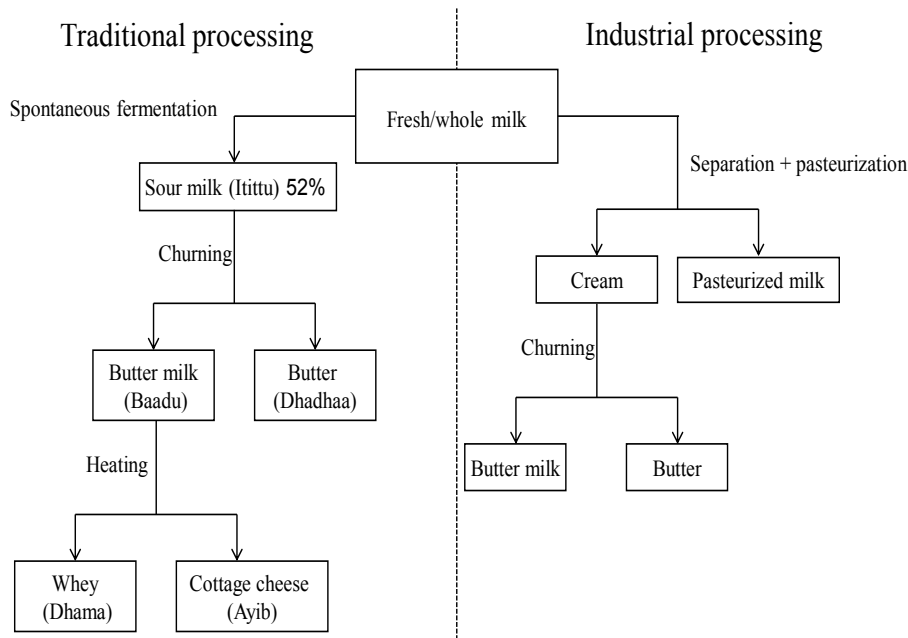 Traditional processing
Industrial processing
Fresh/whole milk
Spontaneous fermentation
Sour milk (Itittu) 52%
Churning
Butter milk
(Baadu)
Butter
(Dhadhaa)
Heating
Whey
(Dhama)
Cottage cheese
(Ayib)
Separation + pasteurization
Cream
Pasteurized milk
Churning
Butter milk
Butter